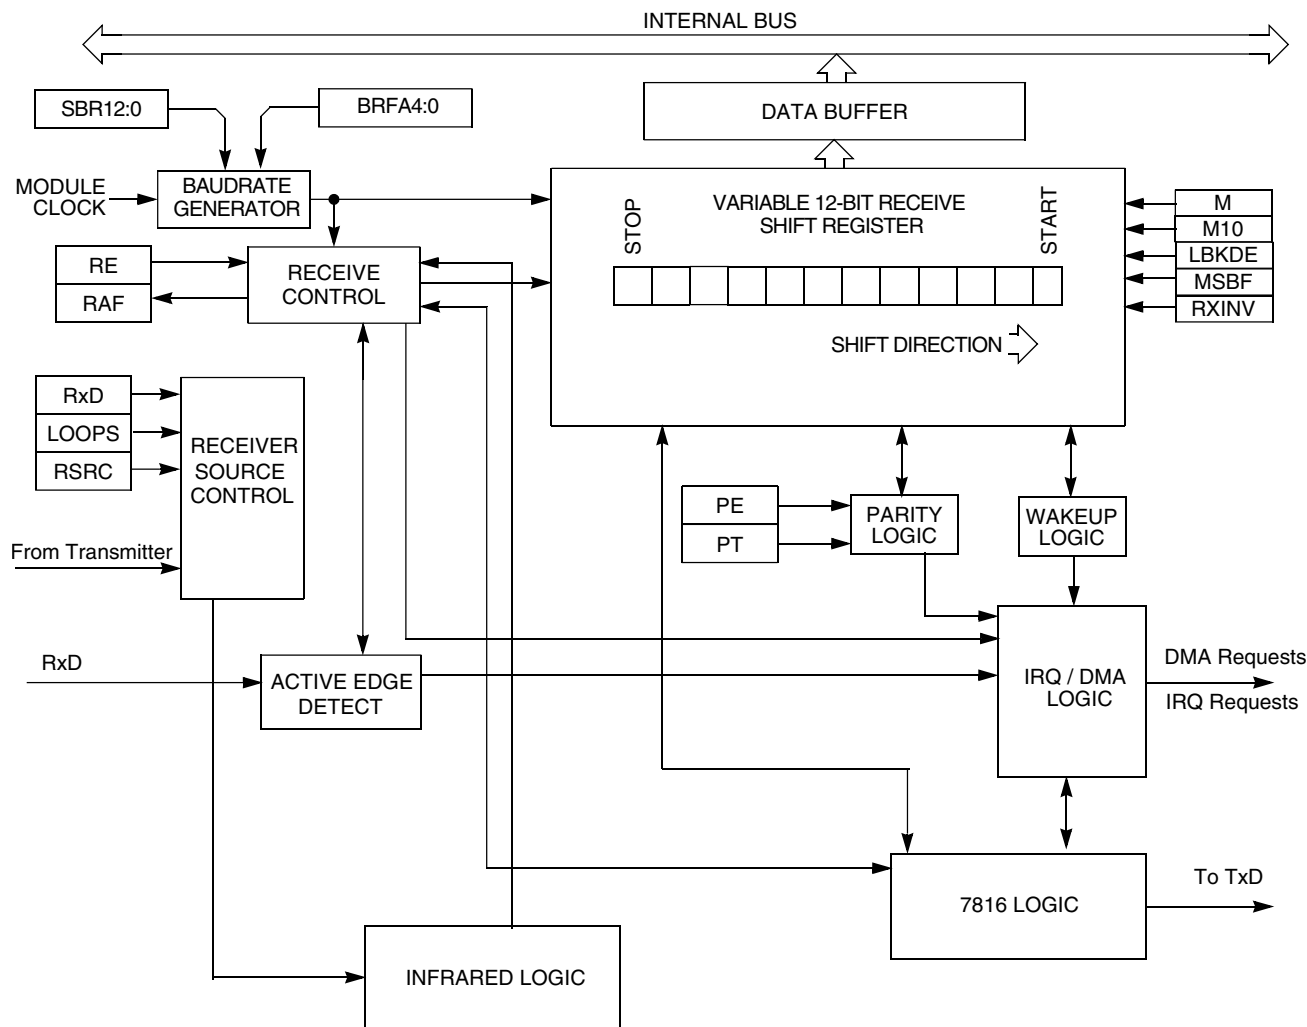 INTERNAL BUS
SBR12:0
BRFA4:0
DATA BUFFER
MODULE
CLOCK
BAUDRATE
GENERATOR
VARIABLE 12-BIT RECEIVE
SHIFT REGISTER
STOP
START
M
M10
LBKDE
MSBF
RXINV
RE
RAF
RECEIVE
CONTROL
SHIFT DIRECTION
RxD
LOOPS
RSRC
RECEIVER
SOURCE
CONTROL
From Transmitter
PE
PT
PARITY
LOGIC
WAKEUP
LOGIC
RxD
ACTIVE EDGE
DETECT
IRQ / DMA
LOGIC
DMA Requests
IRQ Requests
7816 LOGIC
To TxD
INFRARED LOGIC